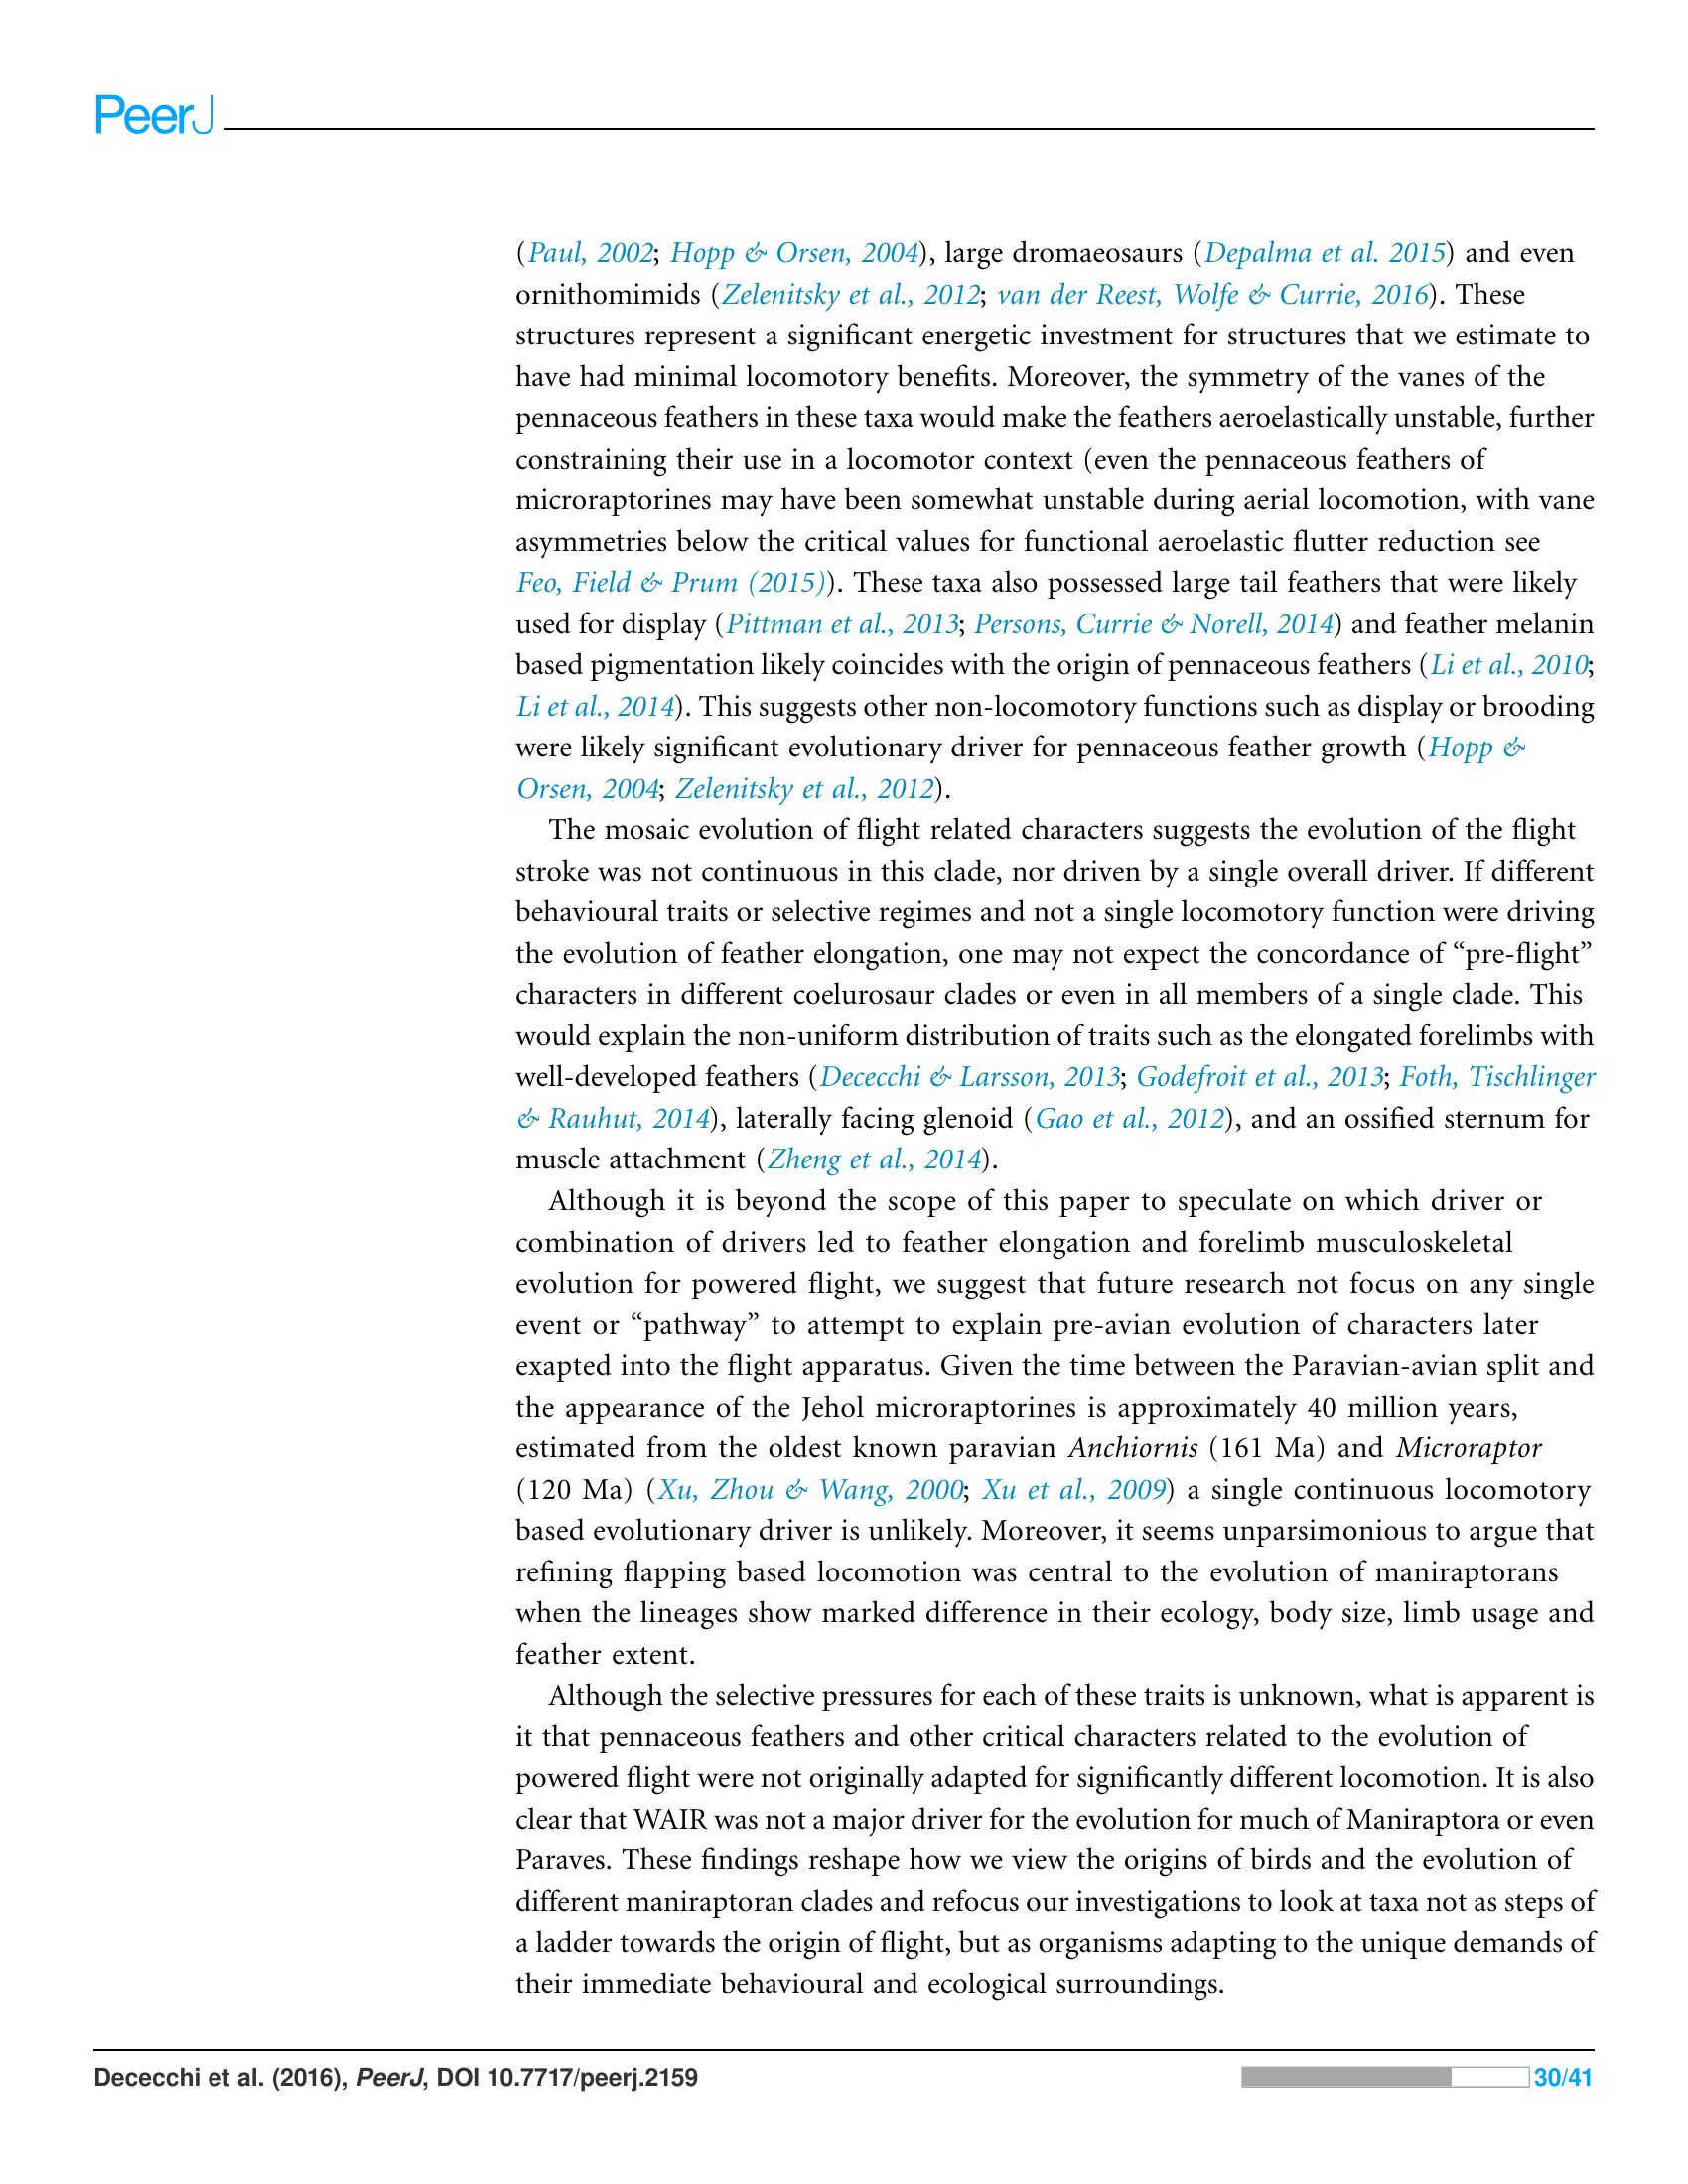 PeerJ
(Paul, 2002; Hopp & Orsen, 2004), large dromaeosaurs (Depalma et al. 2015) and even
ornithomimids (Zelenitsky et al., 2012; van der Reest, Wolfe & Currie, 2016). These
structures represent a significant energetic investment for structures that we estimate to
have had minimal locomotory benefits. Moreover, the symmetry of the vanes of the
pennaceous feathers in these taxa would make the feathers aeroelastically unstable, further
constraining their use in a locomotor context (even the pennaceous feathers of
microraptorines may have been somewhat unstable during aerial locomotion, with vane
asymmetries below the critical values for functional aeroelastic flutter reduction see
Feo, Field & Prum (2015)). These taxa also possessed large tail feathers that were likely
used for display (Pittman et al., 2013; Persons, Currie & Norell, 2014) and feather melanin
based pigmentation likely coincides with the origin of pennaceous feathers (Li et al., 2010;
Li et al., 2014). This suggests other non-locomotory functions such as display or brooding
were likely significant evolutionary driver for pennaceous feather growth (Hopp &
Orsen, 2004; Zelenitsky et al., 2012).
The mosaic evolution of flight related characters suggests the evolution of the flight
stroke was not continuous in this clade, nor driven by a single overall driver. If different
behavioural traits or selective regimes and not a single locomotory function were driving
the evolution of feather elongation, one may not expect the concordance of “pre-flight”
characters in different coelurosaur clades or even in all members of a single clade. This
would explain the non-uniform distribution of traits such as the elongated forelimbs with
well-developed feathers (Dececchi & Larsson, 2013; Godefroit et al., 2013; Foth, Tischlinger
& Rauhut, 2014), laterally facing glenoid (Gao et al., 2012), and an ossified sternum for
muscle attachment (Zheng et al., 2014).
Although it is beyond the scope of this paper to speculate on which driver or
combination of drivers led to feather elongation and forelimb musculoskeletal
evolution for powered flight, we suggest that future research not focus on any single
event or “pathway” to attempt to explain pre-avian evolution of characters later
exapted into the flight apparatus. Given the time between the Paravian-avian split and
the appearance of the Jehol microraptorines is approximately 40 million years,
estimated from the oldest known paravian Anchiornis (161 Ma) and Microraptor
(120 Ma) (Xu, Zhou & Wang, 2000; Xu et al., 2009) a single continuous locomotory
based evolutionary driver is unlikely. Moreover, it seems unparsimonious to argue that
refining flapping based locomotion was central to the evolution of maniraptorans
when the lineages show marked difference in their ecology, body size, limb usage and
feather extent.
Although the selective pressures for each of these traits is unknown, what is apparent is
it that pennaceous feathers and other critical characters related to the evolution of
powered flight were not originally adapted for significantly different locomotion. It is also
clear that WAIR was not a major driver for the evolution for much of Maniraptora or even
Paraves. These findings reshape how we view the origins of birds and the evolution of
different maniraptoran clades and refocus our investigations to look at taxa not as steps of
a ladder towards the origin of flight, but as organisms adapting to the unique demands of
their immediate behavioural and ecological surroundings.
Dececchi et al. (2016), PeerJ, DOI 10.7717/peerj.2159
30/41